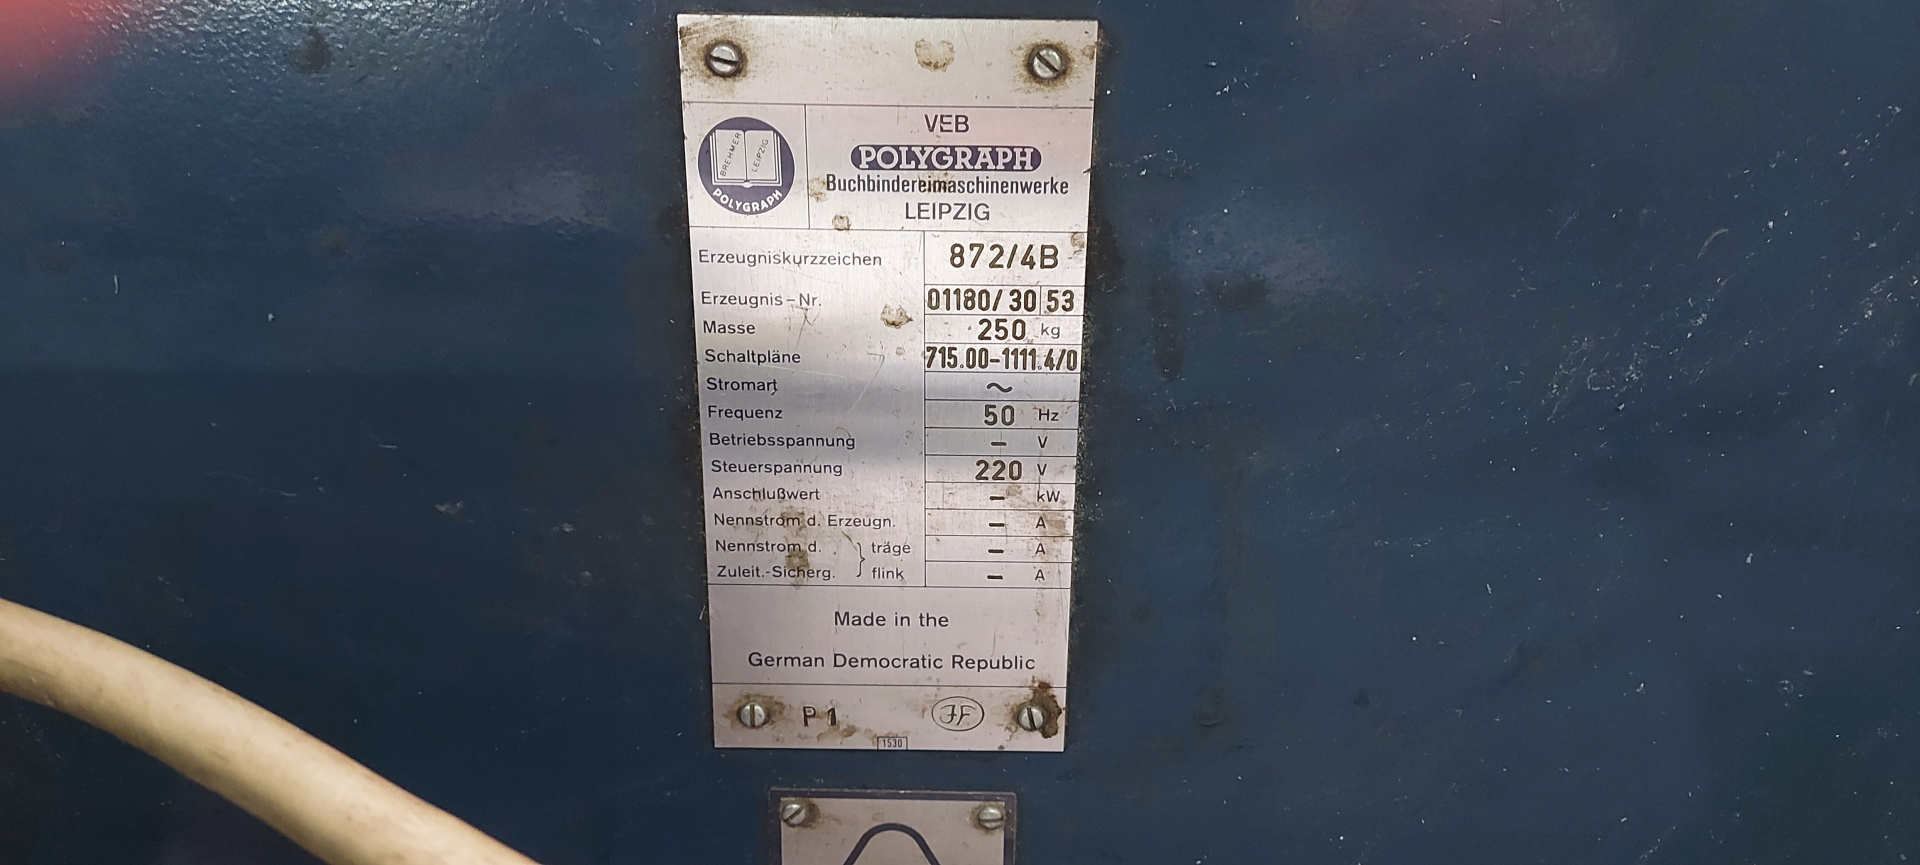 BREHMER LEIPZIG
POLYGRAPH
VEB
POLYGRAPH
Buchbindereimaschinenwerke
LEIPZIG
Erzeugniskurzzeichen 872/4B
Erzeugnis-Nr. 01180/30 53
Masse 250 kg
Schaltpläne 715.00-1111.4/0
Stromart ~
Frequenz 50 Hz
Betriebsspannung – V
Steuerspannung 220 V
Anschlußwert – kW
Nennstrom d. Erzeugn. – A
Nennstrom d. } träge – A
Zuleit.-Sicherg. } flink – A
Made in the
German Democratic Republic
P 1 JF
1530